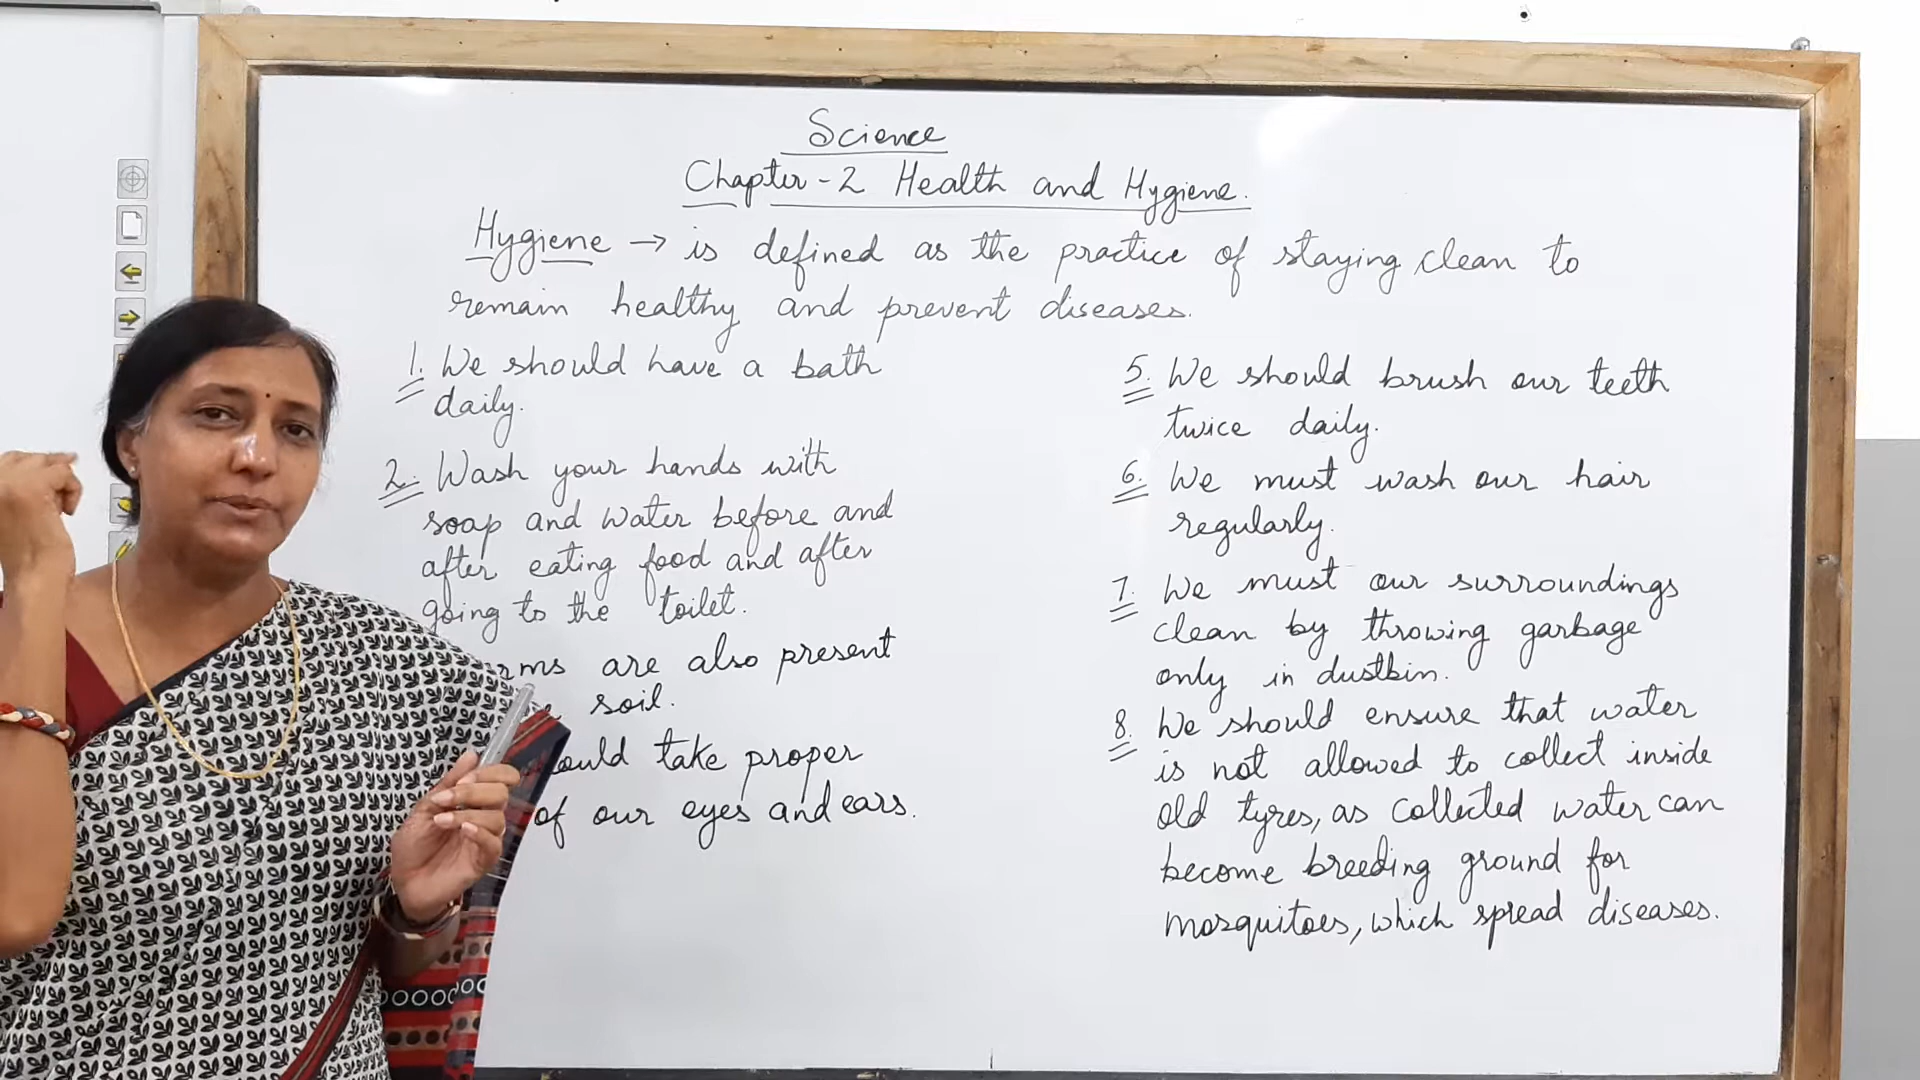 Science
Chapter-2 Health and Hygiene.
Hygiene → is defined as the practice of staying clean to
remain healthy and prevent diseases.
1. We should have a bath
daily.
2. Wash your hands with
soap and water before and
after eating food and after
going to the toilet.
are also present
soil.
take proper
of our eyes and ears.
5. We should brush our teeth
twice daily.
6. We must wash our hair
regularly.
7. We must our surroundings
clean by throwing garbage
only in dustbin.
8. We should ensure that water
is not allowed to collect inside
old tyres, as collected water can
become breeding ground for
mosquitoes, which spread diseases.